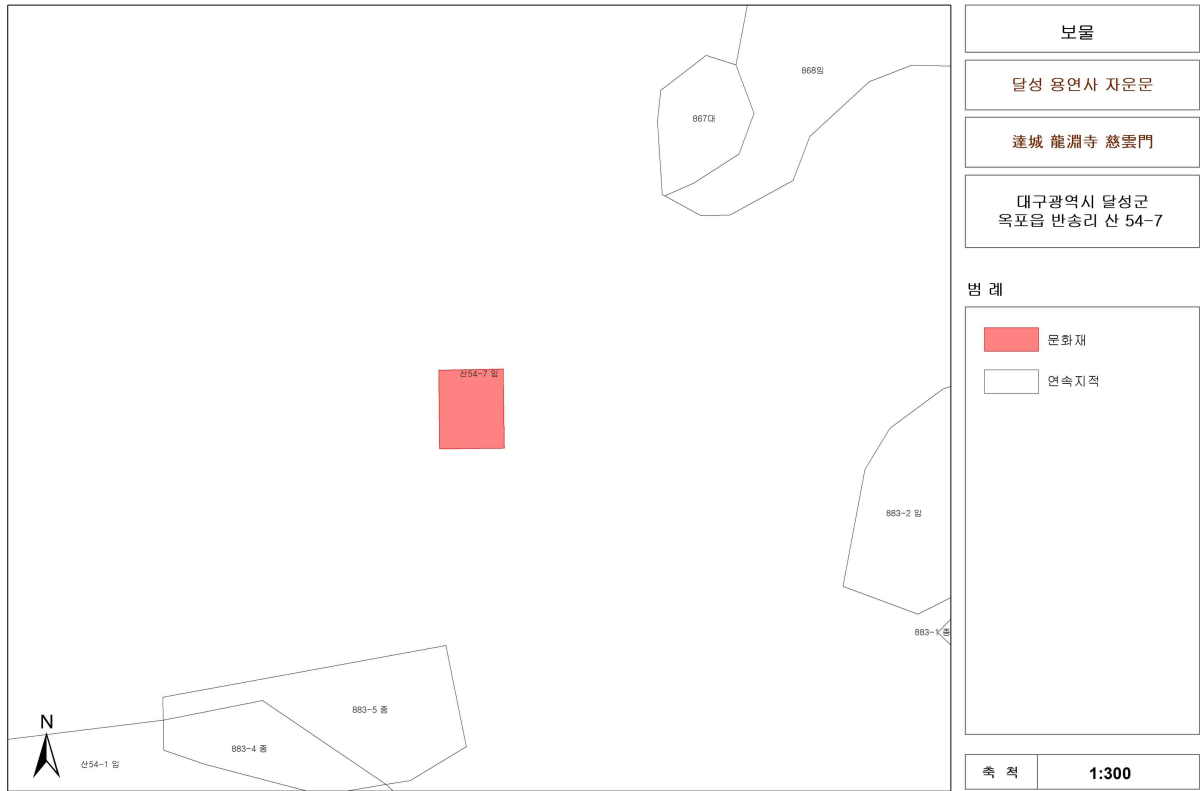 868임
867대
산54-7 임
883-2 임
883-1 종
883-5 종
883-4 종
산54-1 임
N
보물
달성 용연사 자운문
達城 龍淵寺 慈雲門
대구광역시 달성군
옥포읍 반송리 산 54-7
범 례
문화재
연속지적
축 척
1:300